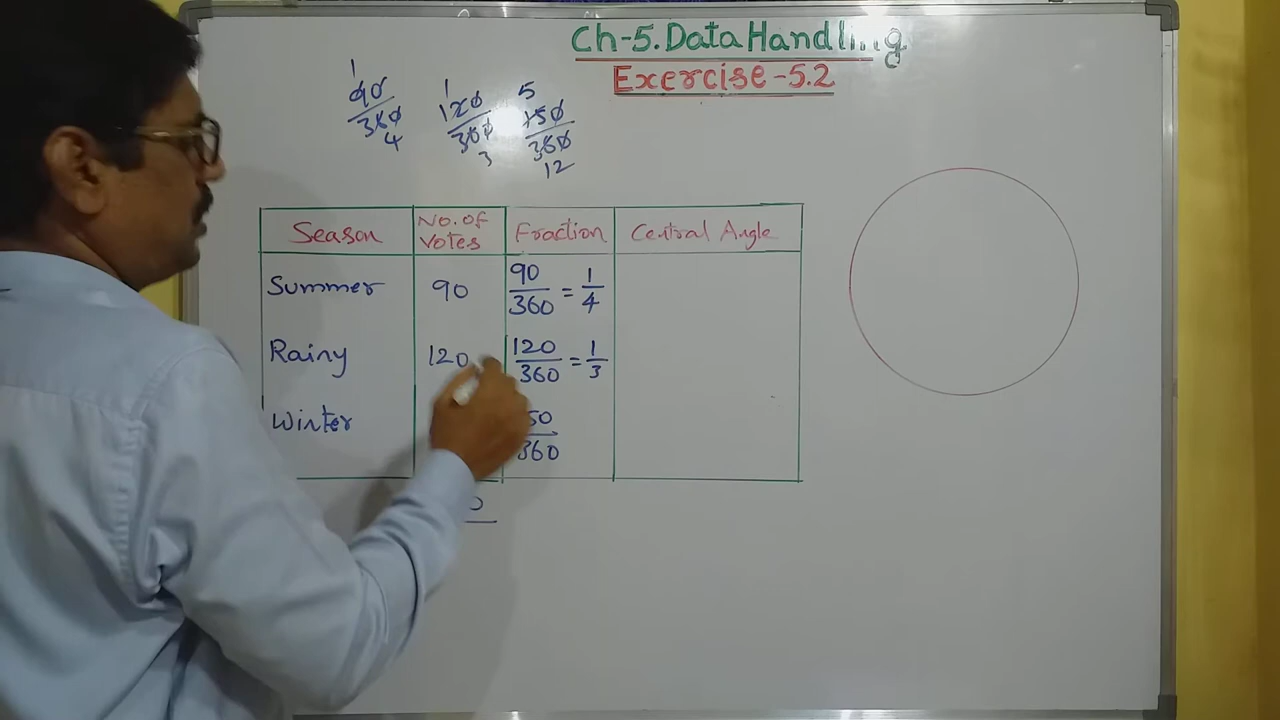 Ch-5.Data Handling
Exercise-5.2
1 1 5
90/360 120/360 150/360
4 3 12
Season No. of Votes Fraction Central Angle
Summer 90 90/360 = 1/4
Rainy 120 120/360 = 1/3
Winter 50/360
0